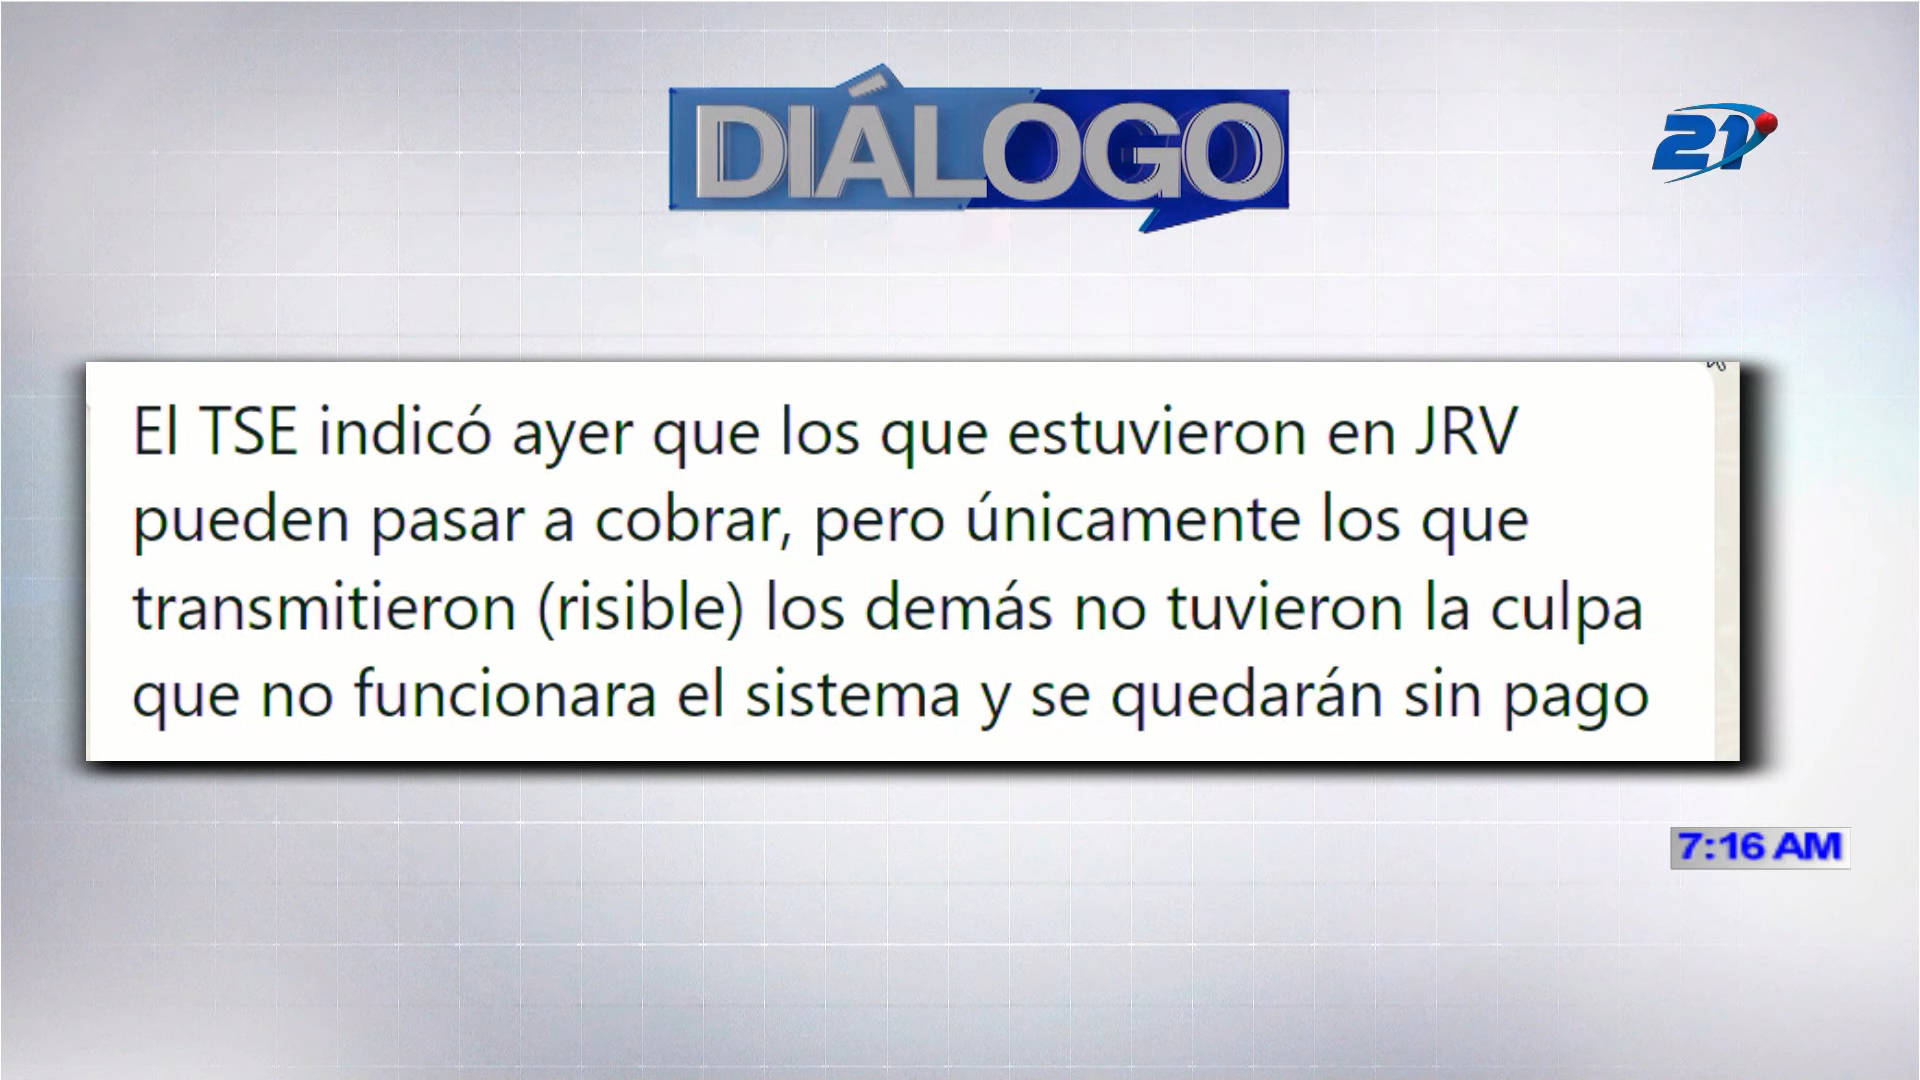 DIÁLOGO
21
El TSE indicó ayer que los que estuvieron en JRV
pueden pasar a cobrar, pero únicamente los que
transmitieron (risible) los demás no tuvieron la culpa
que no funcionara el sistema y se quedarán sin pago
7:16 AM